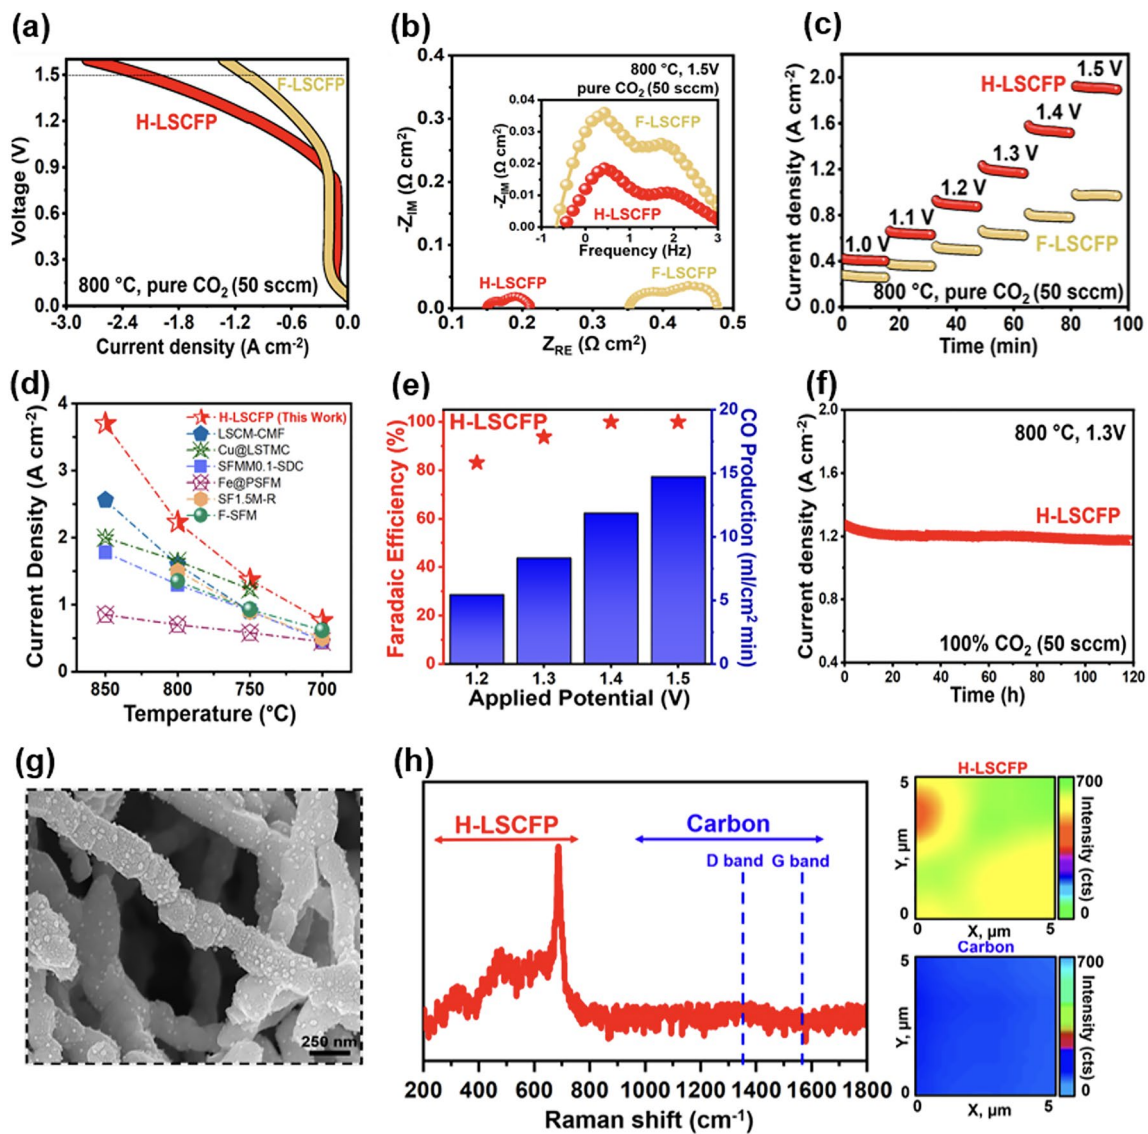 (a)
1.5
1.2
0.9
0.6
0.3
0.0
Voltage (V)
F-LSCFP
H-LSCFP
800 °C, pure CO₂ (50 sccm)
-3.0 -2.4 -1.8 -1.2 -0.6 0.0
Current density (A cm⁻²)
(b)
0.4
0.3
0.2
0.1
0.0
-Z_IM (Ω cm²)
800 °C, 1.5V
pure CO₂ (50 sccm)
0.04
0.03
0.02
0.01
0.00
-Z_IM (Ω cm²)
F-LSCFP
H-LSCFP
-1 0 1 2 3
Frequency (Hz)
H-LSCFP
F-LSCFP
0.1 0.2 0.3 0.4 0.5
Z_RE (Ω cm²)
(c)
2.0
1.6
1.2
0.8
0.4
0.0
Current density (A cm⁻²)
H-LSCFP
1.5 V
1.4 V
1.3 V
1.2 V
1.1 V
1.0 V
F-LSCFP
800 °C, pure CO₂ (50 sccm)
0 20 40 60 80 100
Time (min)
(d)
4
3
2
1
0
Current Density (A cm⁻²)
H-LSCFP (This Work)
LSCM-CMF
Cu@LSTMC
SFMM0.1-SDC
Fe@PSFM
SF1.5M-R
F-SFM
850 800 750 700
Temperature (°C)
(e)
100
80
60
40
20
0
Faradaic Efficiency (%)
H-LSCFP
20
15
10
5
0
CO Production (ml/cm² min)
1.2 1.3 1.4 1.5
Applied Potential (V)
(f)
2.0
1.6
1.2
0.8
0.4
Current density (A cm⁻²)
800 °C, 1.3V
H-LSCFP
100% CO₂ (50 sccm)
0 20 40 60 80 100 120
Time (h)
(g)
250 nm
(h)
H-LSCFP
Carbon
D band G band
200 400 600 800 1000 1200 1400 1600 1800
Raman shift (cm⁻¹)
H-LSCFP
5
0
Y, µm
0 5
X, µm
700
0
Intensity (cts)
Carbon
5
0
Y, µm
0 5
X, µm
700
0
Intensity (cts)